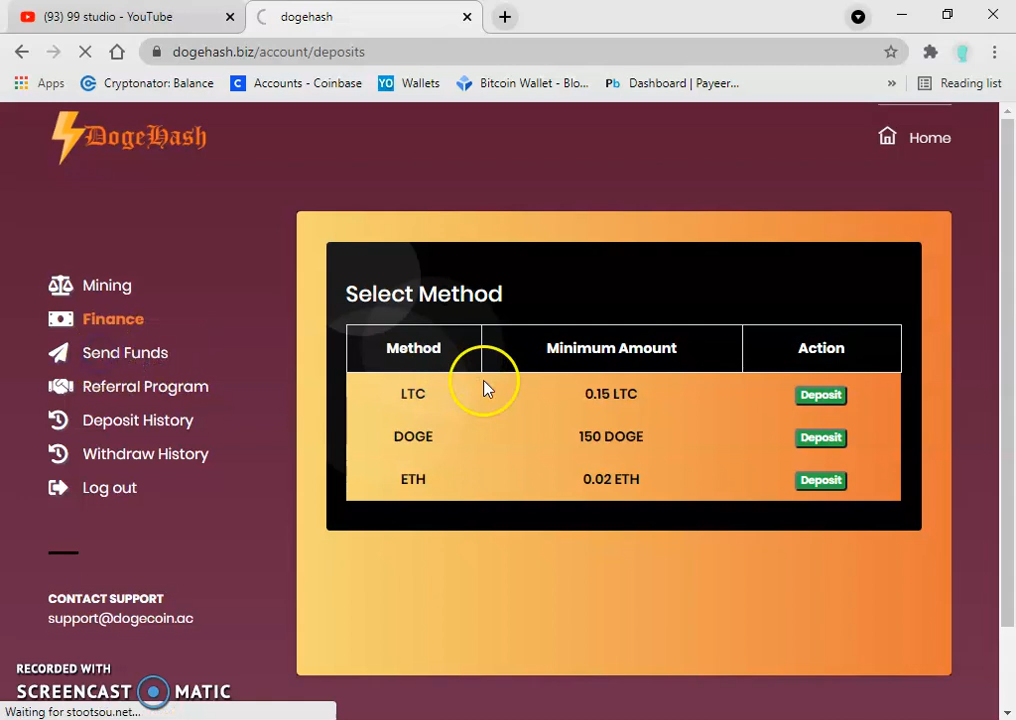 (93) 99 studio - YouTube
dogehash
dogehash.biz/account/deposits
Apps
Cryptonator: Balance
Accounts - Coinbase
YO Wallets
Bitcoin Wallet - Blo...
Pb Dashboard | Payeer...
»
Reading list
DogeHash
Home
Mining
Finance
Send Funds
Referral Program
Deposit History
Withdraw History
Log out
CONTACT SUPPORT
support@dogecoin.ac
Select Method
Method Minimum Amount Action
LTC 0.15 LTC Deposit
DOGE 150 DOGE Deposit
ETH 0.02 ETH Deposit
RECORDED WITH
SCREENCAST MATIC
Waiting for stootsou.net...